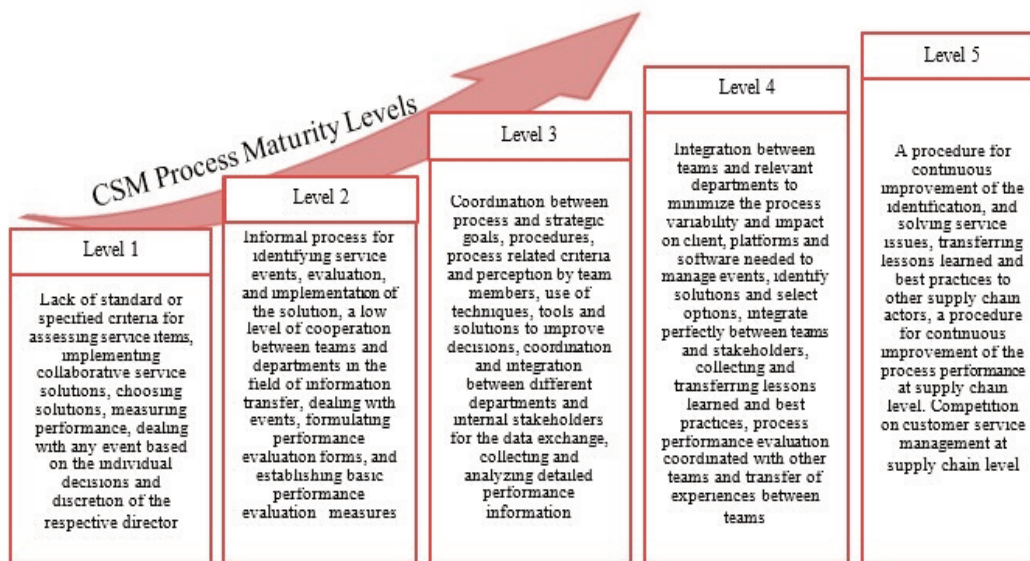 CSM Process Maturity Levels
Level 1
Lack of standard or
specified criteria for
assessing service items,
implementing
collaborative service
solutions, choosing
solutions, measuring
performance, dealing
with any event based
on the individual
decisions and
discretion of the
respective director
Level 2
Informal process for
identifying service
events, evaluation,
and implementation of
the solution, a low
level of cooperation
between teams and
departments in the
field of information
transfer, dealing with
events, formulating
performance
evaluation forms, and
establishing basic
performance
evaluation measures
Level 3
Coordination between
process and strategic
goals, procedures,
process related criteria
and perception by team
members, use of
techniques, tools and
solutions to improve
decisions, coordination
and integration
between different
departments and
internal stakeholders
for the data exchange,
collecting and
analyzing detailed
performance
information
Level 4
Integration between
teams and relevant
departments to
minimize the process
variability and impact
on client, platforms and
software needed to
manage events, identify
solutions and select
options, integrate
perfectly between teams
and stakeholders,
collecting and
transferring lessons
learned and best
practices, process
performance evaluation
coordinated with other
teams and transfer of
experiences between
teams
Level 5
A procedure for
continuous
improvement of the
identification, and
solving service
issues, transferring
lessons learned and
best practices to
other supply chain
actors, a procedure
for continuous
improvement of the
process performance
at supply chain
level. Competition
on customer service
management at
supply chain level